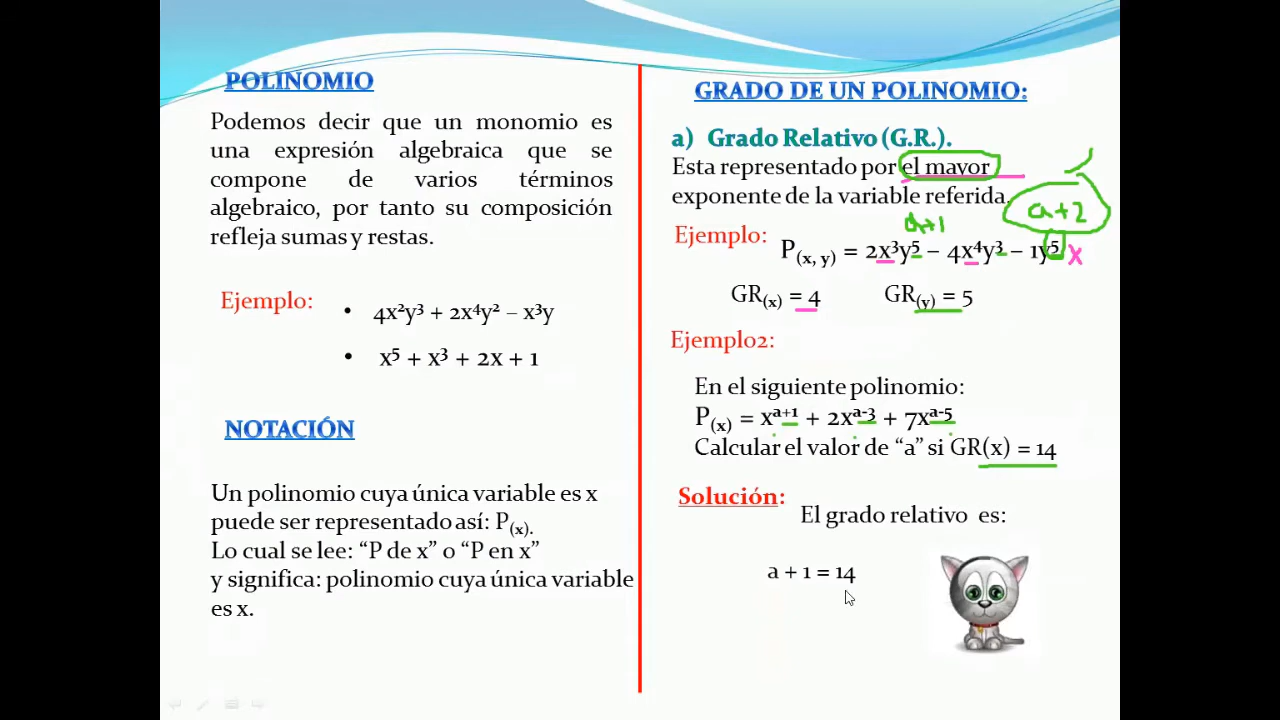 POLINOMIO
Podemos decir que un monomio es
una expresión algebraica que se
compone de varios términos
algebraico, por tanto su composición
refleja sumas y restas.
Ejemplo:
• 4x²y³ + 2x⁴y² – x³y
• x⁵ + x³ + 2x + 1
NOTACIÓN
Un polinomio cuya única variable es x
puede ser representado así: P(x).
Lo cual se lee: “P de x” o “P en x”
y significa: polinomio cuya única variable
es x.
GRADO DE UN POLINOMIO:
a) Grado Relativo (G.R.).
Esta representado por el mayor
exponente de la variable referida.
a+2
a+1
Ejemplo:
P(x, y) = 2x³y⁵ – 4x⁴y³ – 1y⁵ x
GR(x) = 4 GR(y) = 5
Ejemplo2:
En el siguiente polinomio:
P(x) = xᵃ⁺¹ + 2xᵃ⁻³ + 7xᵃ⁻⁵
Calcular el valor de “a” si GR(x) = 14
Solución:
El grado relativo es:
a + 1 = 14